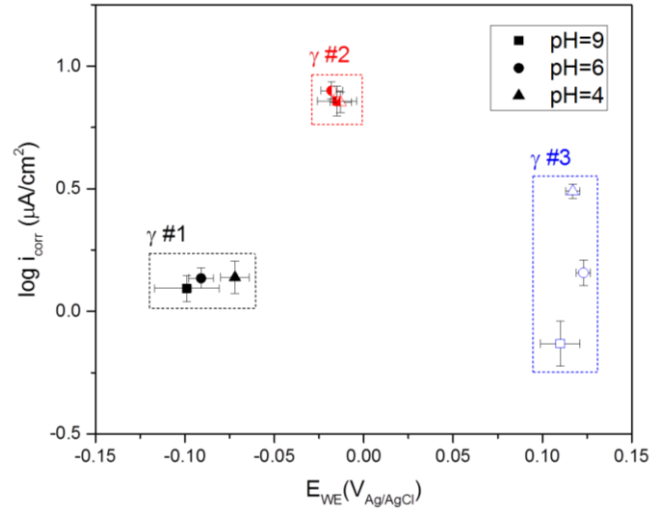 γ #2
pH=9
pH=6
pH=4
γ #3
γ #1
1.0
0.5
0.0
-0.5
log i_corr (μA/cm²)
-0.15
-0.10
-0.05
0.00
0.05
0.10
0.15
E_WE(V_Ag/AgCl)